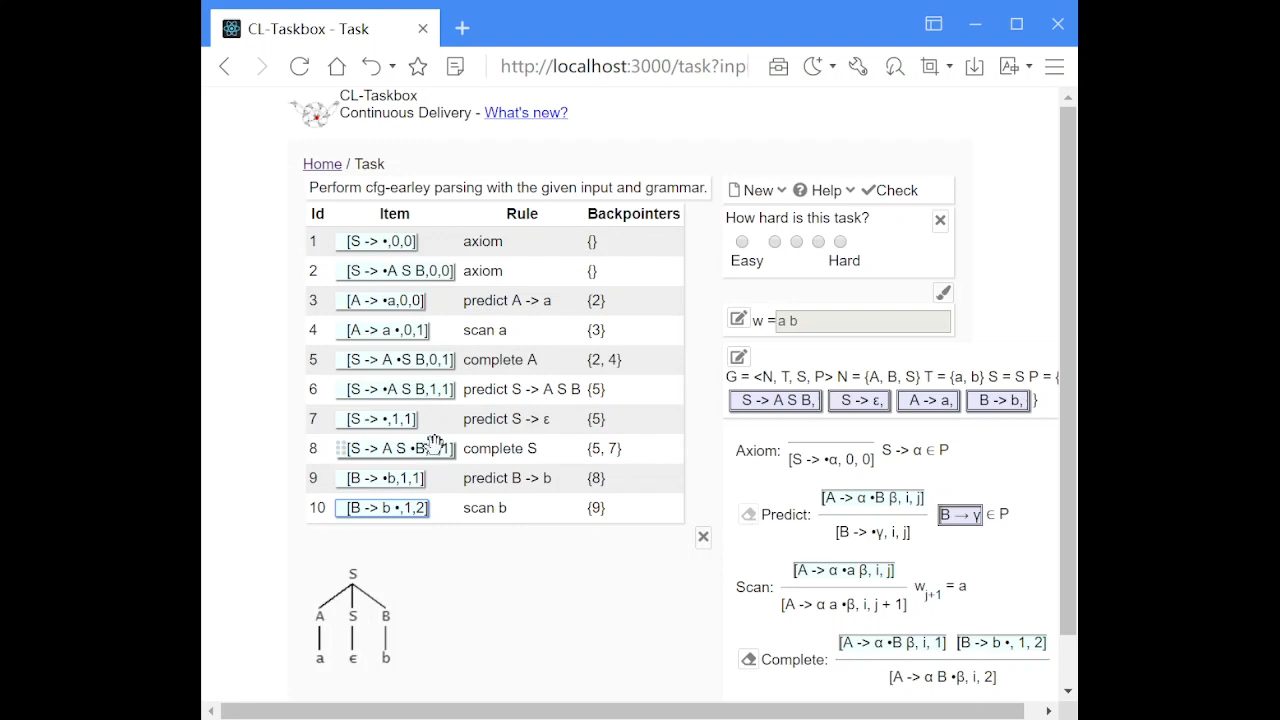 CL-Taskbox - Task
http://localhost:3000/task?inp
CL-Taskbox
Continuous Delivery - What's new?
Home / Task
Perform cfg-earley parsing with the given input and grammar.
Id Item Rule Backpointers
1 [S -> •,0,0] axiom {}
2 [S -> •A S B,0,0] axiom {}
3 [A -> •a,0,0] predict A -> a {2}
4 [A -> a •,0,1] scan a {3}
5 [S -> A •S B,0,1] complete A {2, 4}
6 [S -> •A S B,1,1] predict S -> A S B {5}
7 [S -> •,1,1] predict S -> ε {5}
8 [S -> A S •B 1] complete S {5, 7}
9 [B -> •b,1,1] predict B -> b {8}
10 [B -> b •,1,2] scan b {9}
S
A S B
a ε b
New Help Check
How hard is this task?
Easy Hard
w = a b
G = <N, T, S, P> N = {A, B, S} T = {a, b} S = S P = {
S -> A S B, S -> ε, A -> a, B -> b, }
Axiom: [S -> •α, 0, 0] S -> α ∈ P
[A -> α •B β, i, j]
Predict: B → γ ∈ P
[B -> •γ, i, j]
[A -> α •a β, i, j]
Scan: wj+1 = a
[A -> α a •β, i, j + 1]
[A -> α •B β, i, 1] [B -> b •, 1, 2]
Complete:
[A -> α B •β, i, 2]